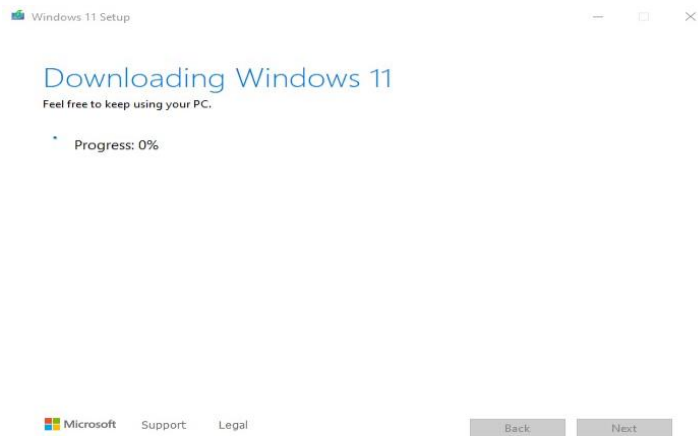 Windows 11 Setup
Downloading Windows 11
Feel free to keep using your PC.
Progress: 0%
Microsoft Support Legal Back Next